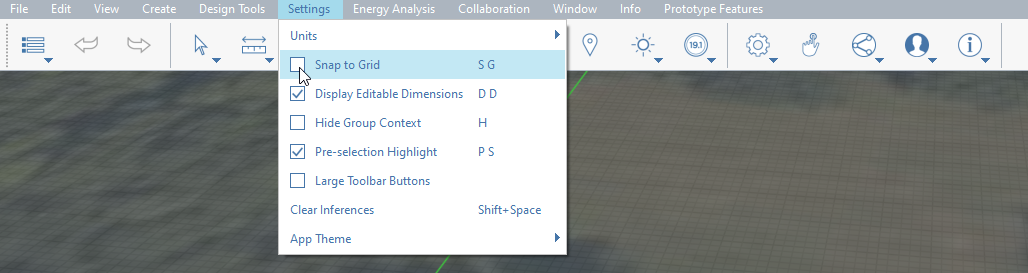 File Edit View Create Design Tools Settings Energy Analysis Collaboration Window Info Prototype Features
19.1
Units
Snap to Grid S G
Display Editable Dimensions D D
Hide Group Context H
Pre-selection Highlight P S
Large Toolbar Buttons
Clear Inferences Shift+Space
App Theme